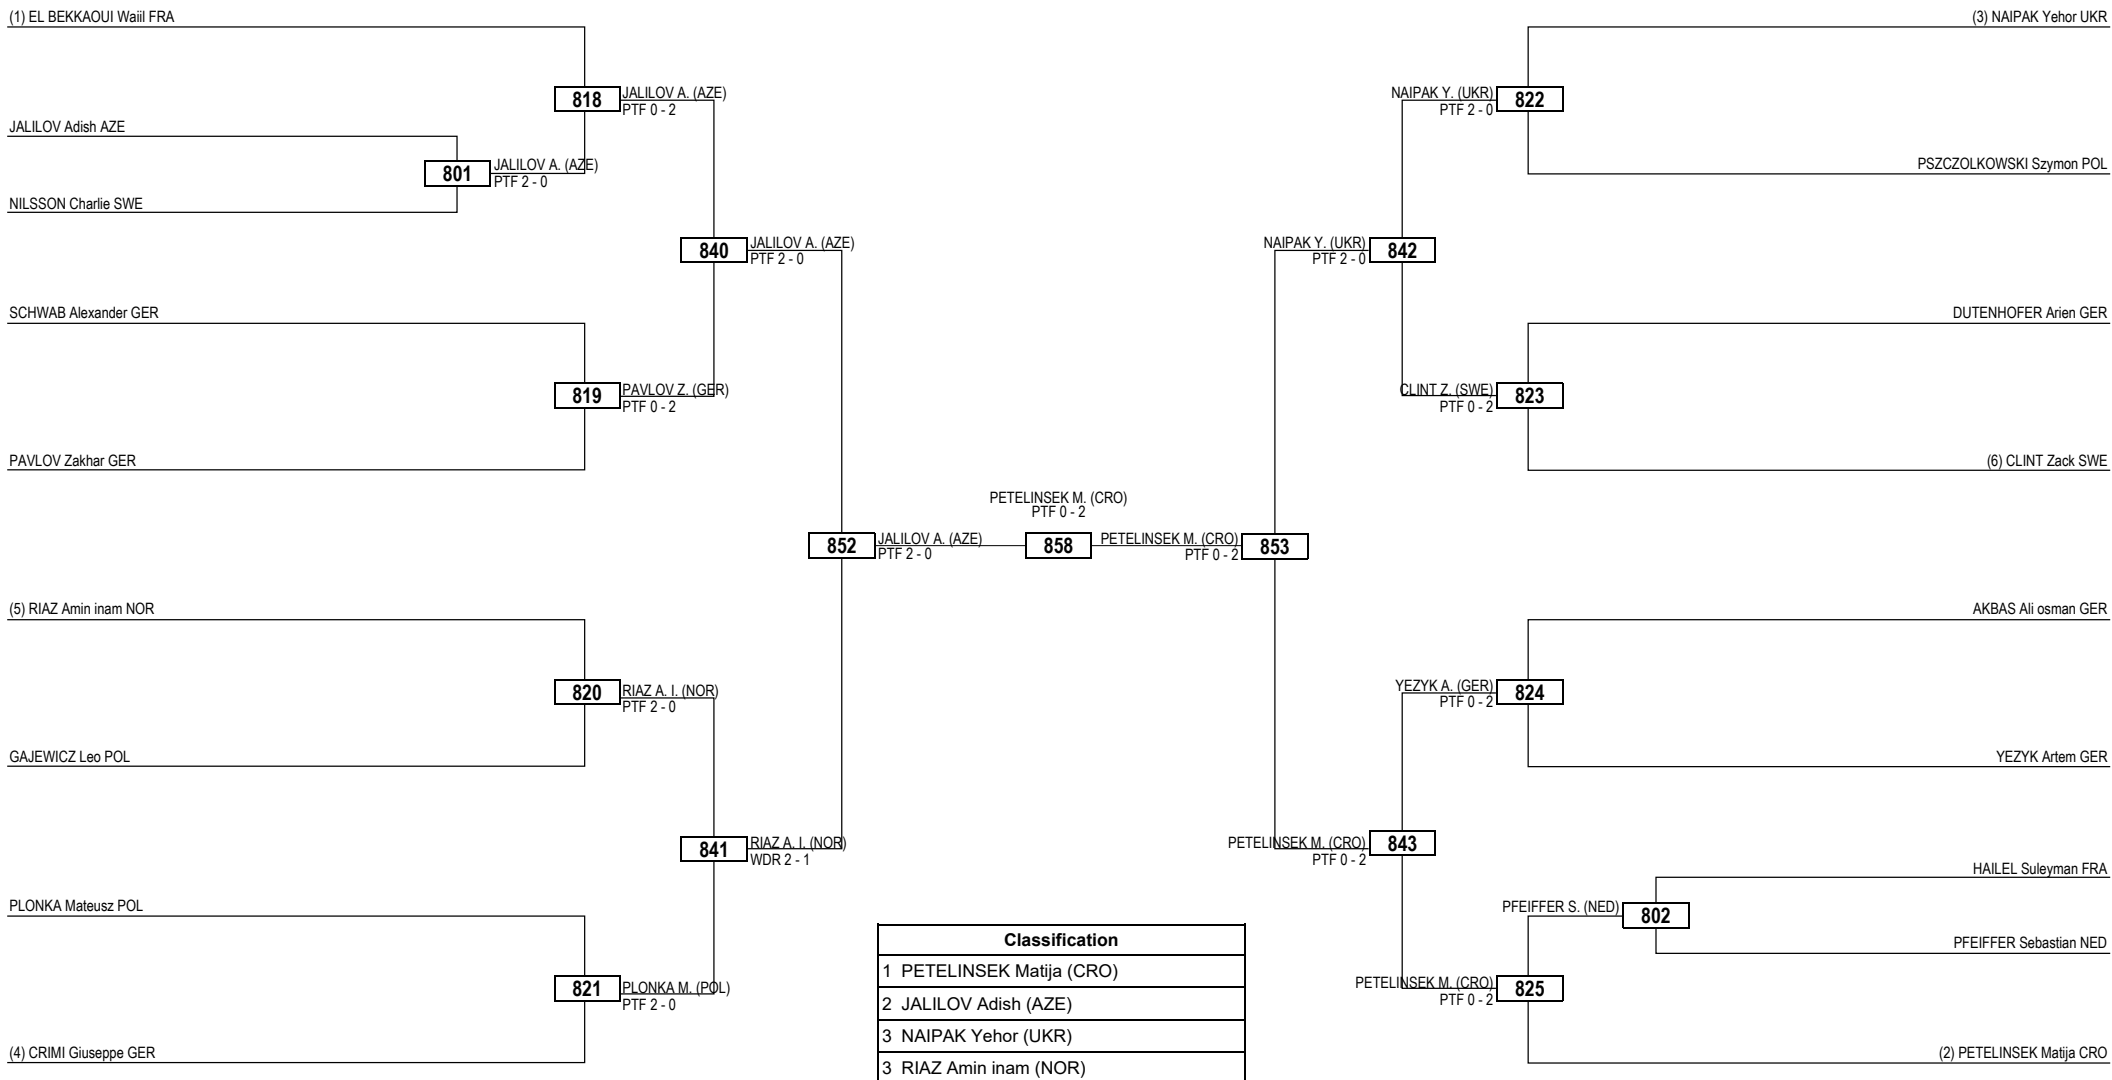 (1) EL BEKKAOUI Waiil FRA
(3) NAIPAK Yehor UKR
818
JALILOV A. (AZE)
PTF 0 - 2
NAIPAK Y. (UKR)
PTF 2 - 0
822
JALILOV Adish AZE
801
JALILOV A. (AZE)
PTF 2 - 0
PSZCZOLKOWSKI Szymon POL
NILSSON Charlie SWE
840
JALILOV A. (AZE)
PTF 2 - 0
NAIPAK Y. (UKR)
PTF 2 - 0
842
SCHWAB Alexander GER
DUTENHOFER Arien GER
819
PAVLOV Z. (GER)
PTF 0 - 2
CLINT Z. (SWE)
PTF 0 - 2
823
PAVLOV Zakhar GER
(6) CLINT Zack SWE
PETELINSEK M. (CRO)
PTF 0 - 2
852
JALILOV A. (AZE)
PTF 2 - 0
858
PETELINSEK M. (CRO)
PTF 0 - 2
853
(5) RIAZ Amin inam NOR
AKBAS Ali osman GER
820
RIAZ A. I. (NOR)
PTF 2 - 0
YEZYK A. (GER)
PTF 0 - 2
824
GAJEWICZ Leo POL
YEZYK Artem GER
841
RIAZ A. I. (NOR)
WDR 2 - 1
PETELINSEK M. (CRO)
PTF 0 - 2
843
HAILEL Suleyman FRA
PLONKA Mateusz POL
PFEIFFER S. (NED)
802
PFEIFFER Sebastian NED
821
PLONKA M. (POL)
PTF 2 - 0
PETELINSEK M. (CRO)
PTF 0 - 2
825
(4) CRIMI Giuseppe GER
(2) PETELINSEK Matija CRO
Classification
1 PETELINSEK Matija (CRO)
2 JALILOV Adish (AZE)
3 NAIPAK Yehor (UKR)
3 RIAZ Amin inam (NOR)